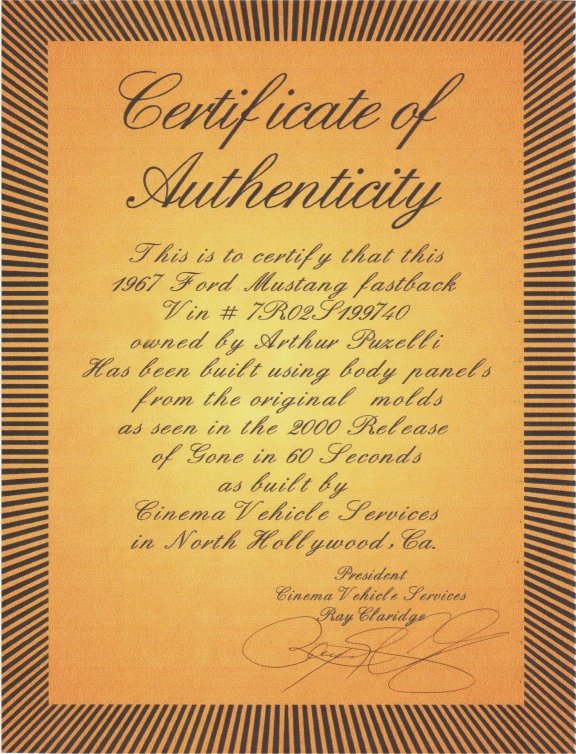 Certificate of
Authenticity
This is to certify that this
1967 Ford Mustang fastback
Vin # 7R02S199740
owned by Arthur Puzelli
Has been built using body panels
from the original molds
as seen in the 2000 Release
of Gone in 60 Seconds
as built by
Cinema Vehicle Services
in North Hollywood, Ca.
President
Cinema Vehicle Services
Ray Claridge